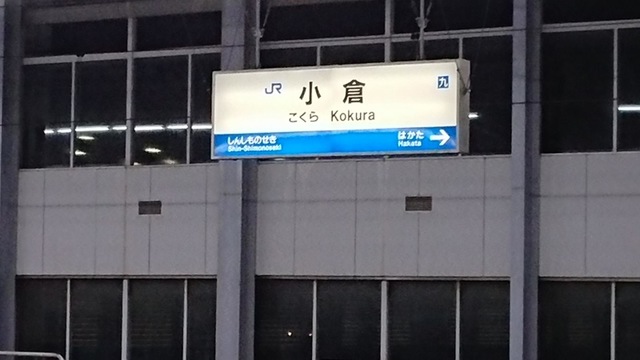 JR 小倉 九
こくら Kokura
しんしものせき はかた
Shin-Shimonoseki Hakata